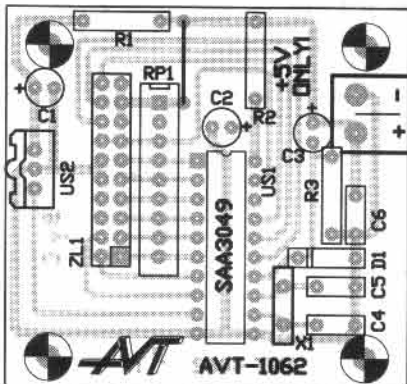 R1
+5V
ONLY!
RP1
+
C1
C2
+
R2
+
C3
US2
US1
SAA3049
R3
C6
ZL1
D1
C5
X1
C4
AVT
AVT-1062